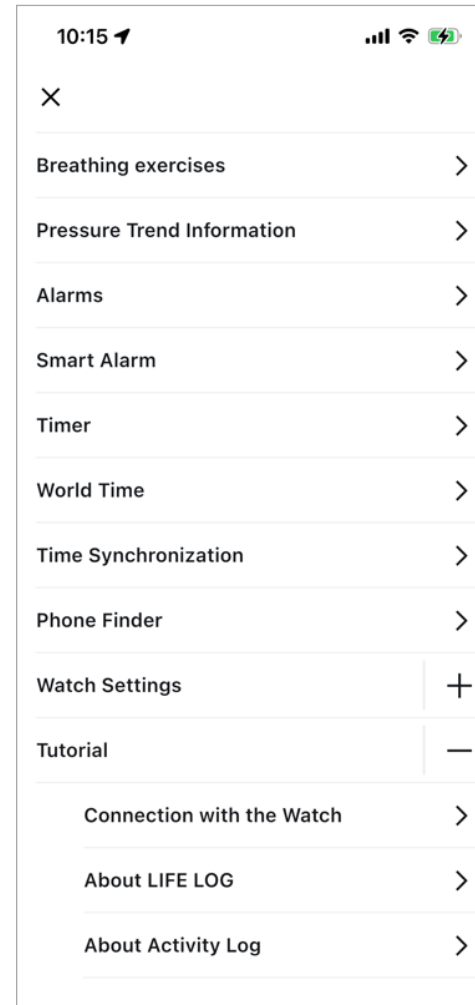 10:15
Breathing exercises
Pressure Trend Information
Alarms
Smart Alarm
Timer
World Time
Time Synchronization
Phone Finder
Watch Settings
Tutorial
Connection with the Watch
About LIFE LOG
About Activity Log